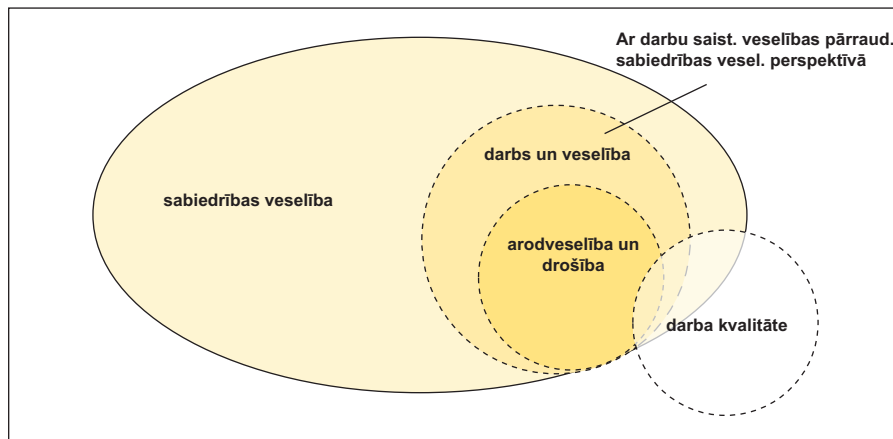 Ar darbu saist. veselības pārraud.
sabiedrības vesel. perspektīvā
darbs un veselība
sabiedrības veselība
arodveselība un
drošība
darba kvalitāte